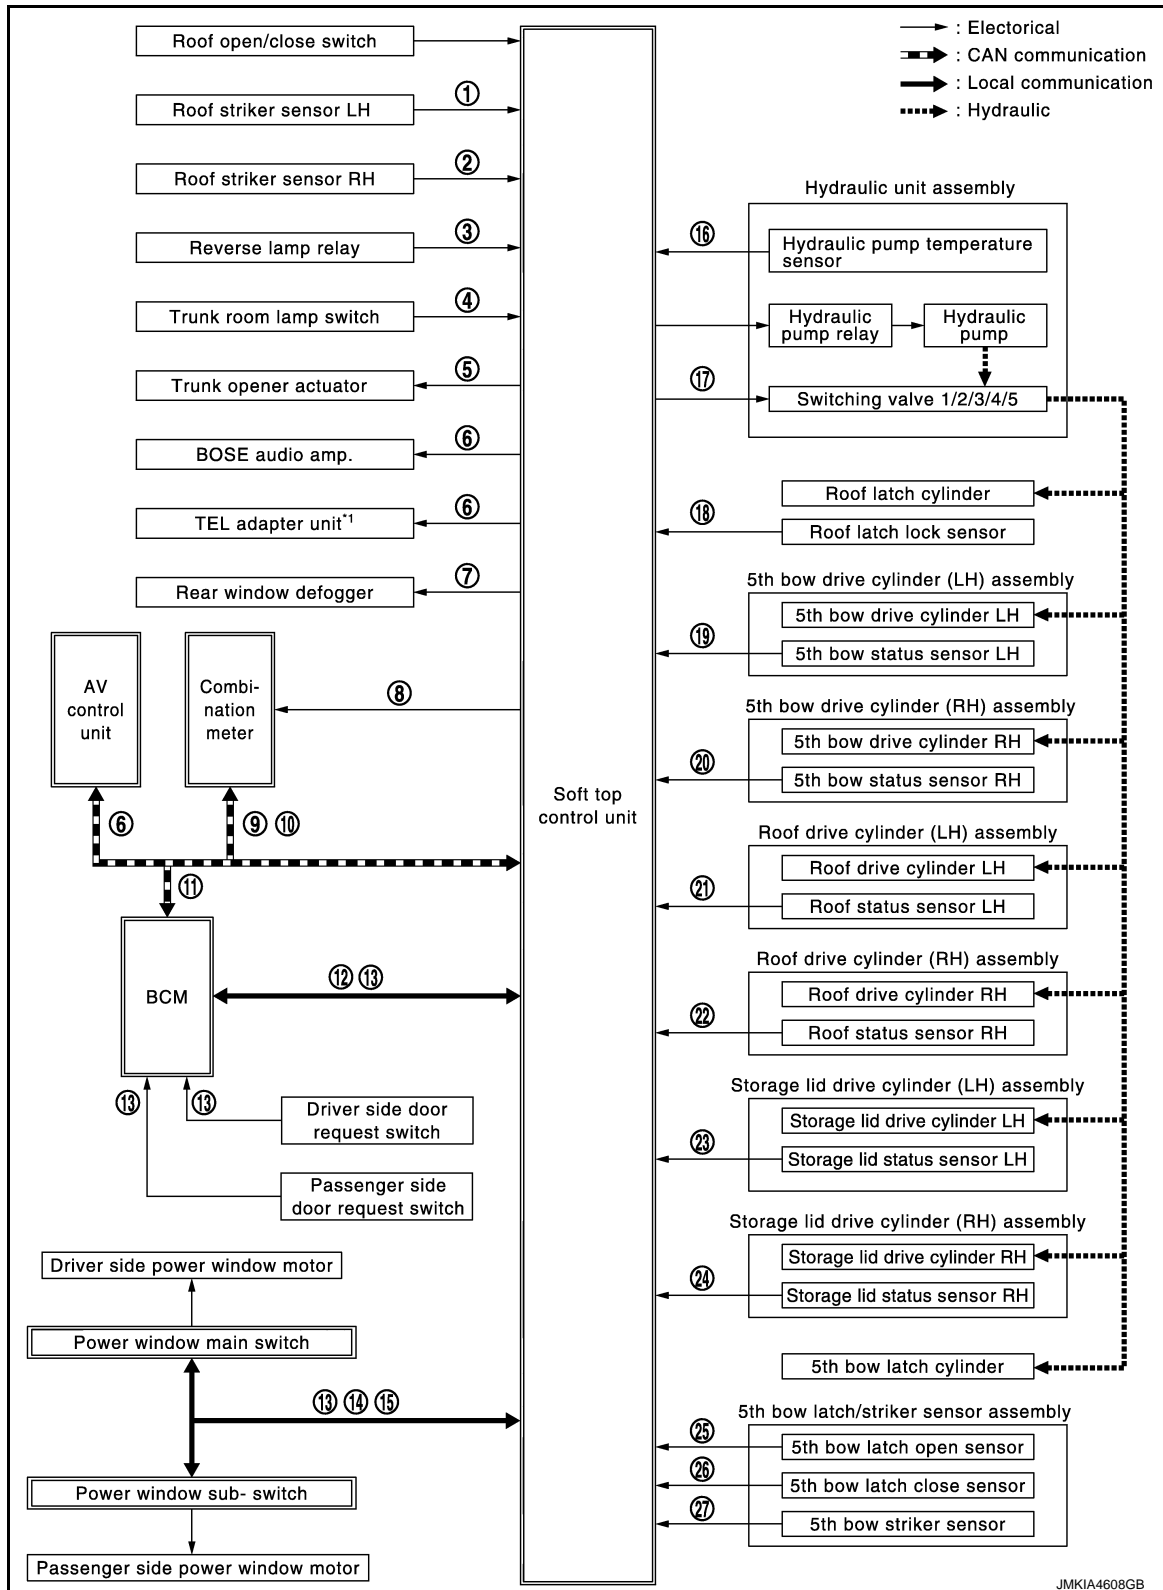 Roof open/close switch
Roof striker sensor LH
①
Roof striker sensor RH
②
Reverse lamp relay
③
Trunk room lamp switch
④
Trunk opener actuator
⑤
BOSE audio amp.
⑥
TEL adapter unit*1
⑥
Rear window defogger
⑦
AV
control
unit
Combi-
nation
meter
⑧
⑥
⑨ ⑩
⑪
BCM
⑫ ⑬
⑬
⑬
Driver side door
request switch
Passenger side
door request switch
Driver side power window motor
Power window main switch
⑬ ⑭ ⑮
Power window sub- switch
Passenger side power window motor
Soft top
control unit
: Electorical
: CAN communication
: Local communication
: Hydraulic
Hydraulic unit assembly
⑯
Hydraulic pump temperature
sensor
Hydraulic
pump relay
Hydraulic
pump
⑰
Switching valve 1/2/3/4/5
Roof latch cylinder
⑱
Roof latch lock sensor
5th bow drive cylinder (LH) assembly
5th bow drive cylinder LH
⑲
5th bow status sensor LH
5th bow drive cylinder (RH) assembly
5th bow drive cylinder RH
⑳
5th bow status sensor RH
Roof drive cylinder (LH) assembly
Roof drive cylinder LH
㉑
Roof status sensor LH
Roof drive cylinder (RH) assembly
Roof drive cylinder RH
㉒
Roof status sensor RH
Storage lid drive cylinder (LH) assembly
Storage lid drive cylinder LH
㉓
Storage lid status sensor LH
Storage lid drive cylinder (RH) assembly
Storage lid drive cylinder RH
㉔
Storage lid status sensor RH
5th bow latch cylinder
5th bow latch/striker sensor assembly
㉕
5th bow latch open sensor
㉖
5th bow latch close sensor
㉗
5th bow striker sensor
JMKIA4608GB